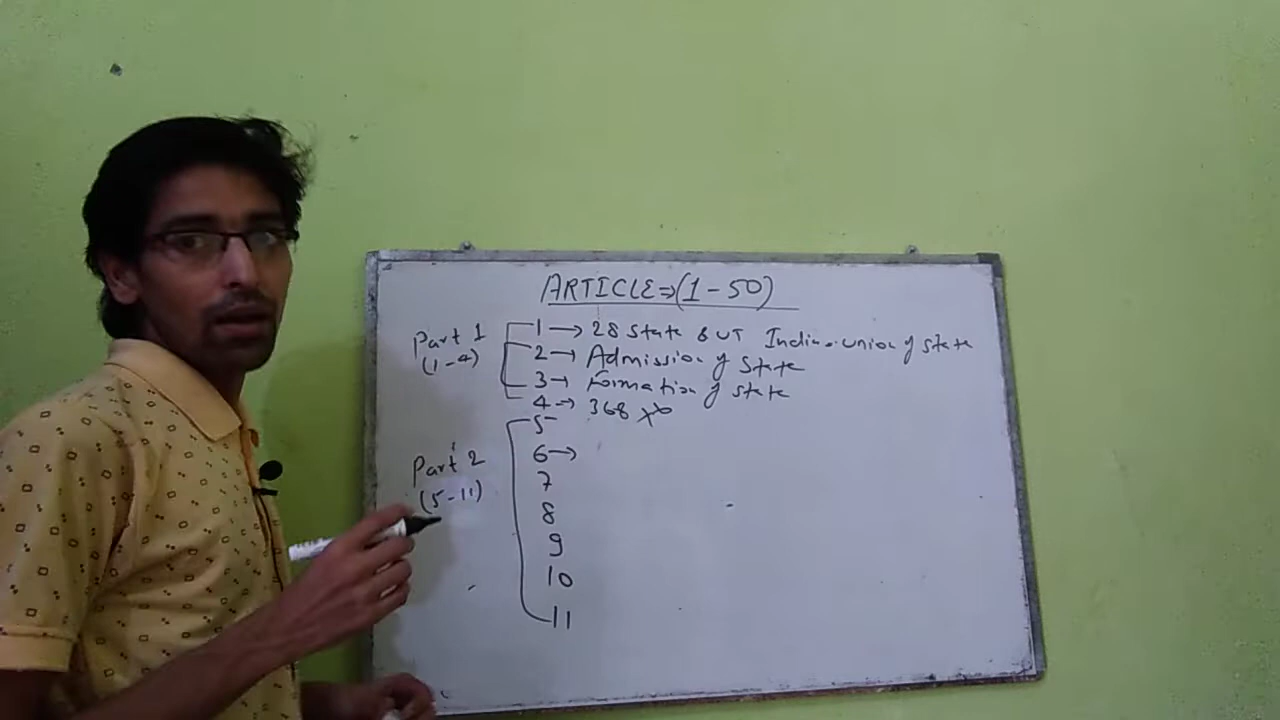 ARTICLE⇒(1-50)
Part 1
(1-4)
1 → 28 State & UT India.union of state
2 → Admission of State
3 → Formation of state
4 → 368
Part 2
(5-11)
5
6 →
7
8
9
10
11